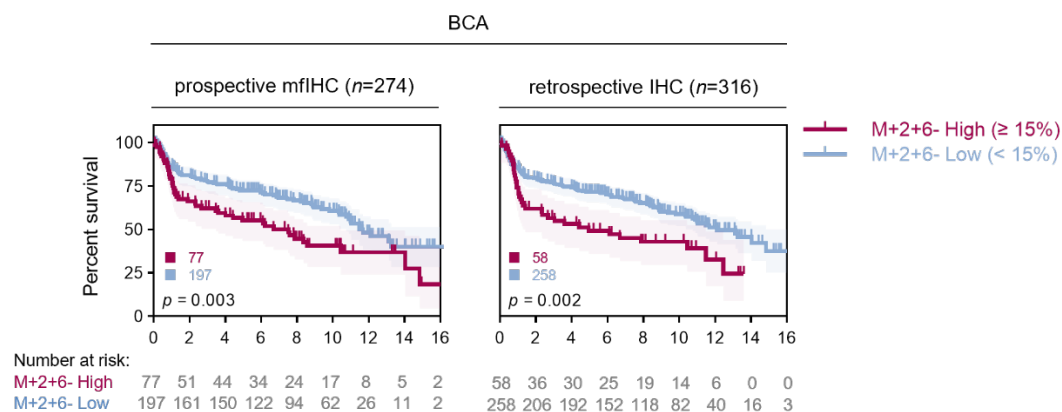 BCA
prospective mfIHC (n=274)
retrospective IHC (n=316)
M+2+6- High (≥ 15%)
M+2+6- Low (< 15%)
Percent survival
100
75
50
25
0
77
197
p = 0.003
58
258
p = 0.002
0 2 4 6 8 10 12 14 16
0 2 4 6 8 10 12 14 16
Number at risk:
M+2+6- High 77 51 44 34 24 17 8 5 2 58 36 30 25 19 14 6 0 0
M+2+6- Low 197 161 150 122 94 62 26 11 2 258 206 192 152 118 82 40 16 3